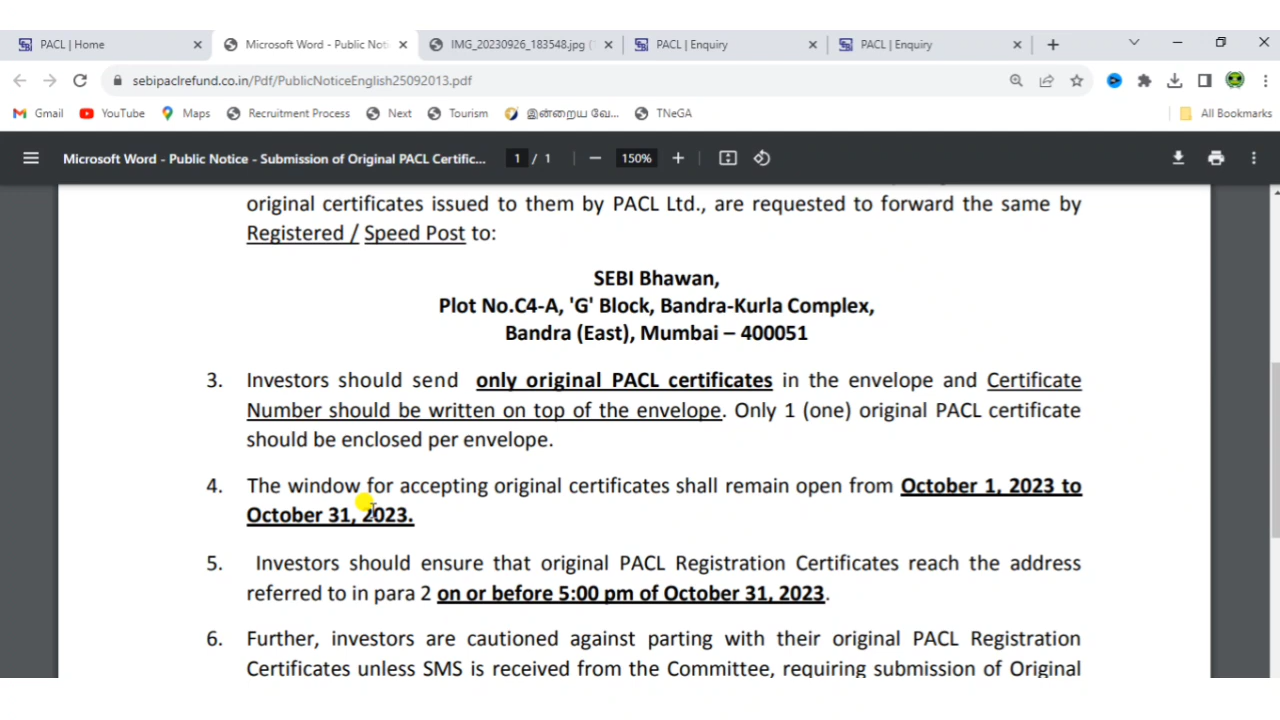 PACL | Home
Microsoft Word - Public Noti
IMG_20230926_183548.jpg (
PACL | Enquiry
PACL | Enquiry
sebipaclrefund.co.in/Pdf/PublicNoticeEnglish25092013.pdf
Gmail
YouTube
Maps
Recruitment Process
Next
Tourism
இன்றைய வே...
TNeGA
All Bookmarks
Microsoft Word - Public Notice - Submission of Original PACL Certific...
1 / 1
150%
original certificates issued to them by PACL Ltd., are requested to forward the same by
Registered / Speed Post to:
SEBI Bhawan,
Plot No.C4-A, 'G' Block, Bandra-Kurla Complex,
Bandra (East), Mumbai – 400051
3. Investors should send only original PACL certificates in the envelope and Certificate
Number should be written on top of the envelope. Only 1 (one) original PACL certificate
should be enclosed per envelope.
4. The window for accepting original certificates shall remain open from October 1, 2023 to
October 31, 2023.
5. Investors should ensure that original PACL Registration Certificates reach the address
referred to in para 2 on or before 5:00 pm of October 31, 2023.
6. Further, investors are cautioned against parting with their original PACL Registration
Certificates unless SMS is received from the Committee, requiring submission of Original